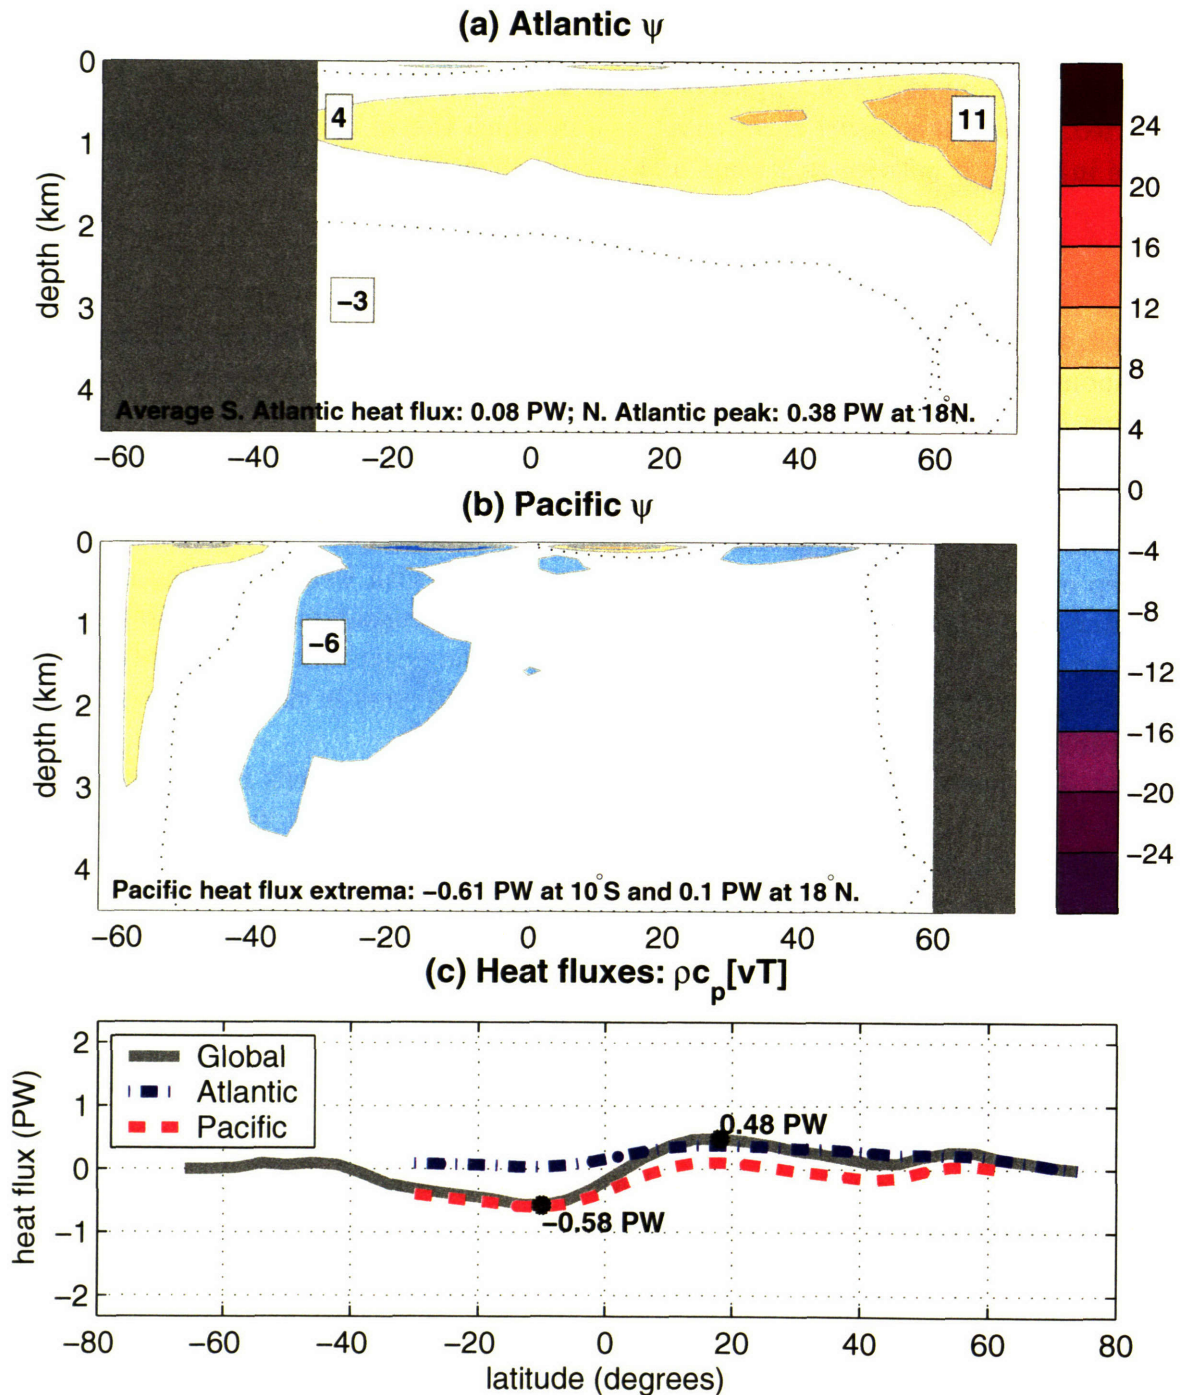 (a) Atlantic ψ
0
1
2
3
4
depth (km)
4
11
−3
Average S. Atlantic heat flux: 0.08 PW; N. Atlantic peak: 0.38 PW at 18°N.
−60 −40 −20 0 20 40 60
24
20
16
12
8
4
0
−4
−8
−12
−16
−20
−24
(b) Pacific ψ
0
1
2
3
4
depth (km)
−6
Pacific heat flux extrema: −0.61 PW at 10°S and 0.1 PW at 18°N.
−60 −40 −20 0 20 40 60
(c) Heat fluxes: ρcp[vT]
2
1
0
−1
−2
heat flux (PW)
Global
Atlantic
Pacific
0.48 PW
−0.58 PW
−80 −60 −40 −20 0 20 40 60 80
latitude (degrees)